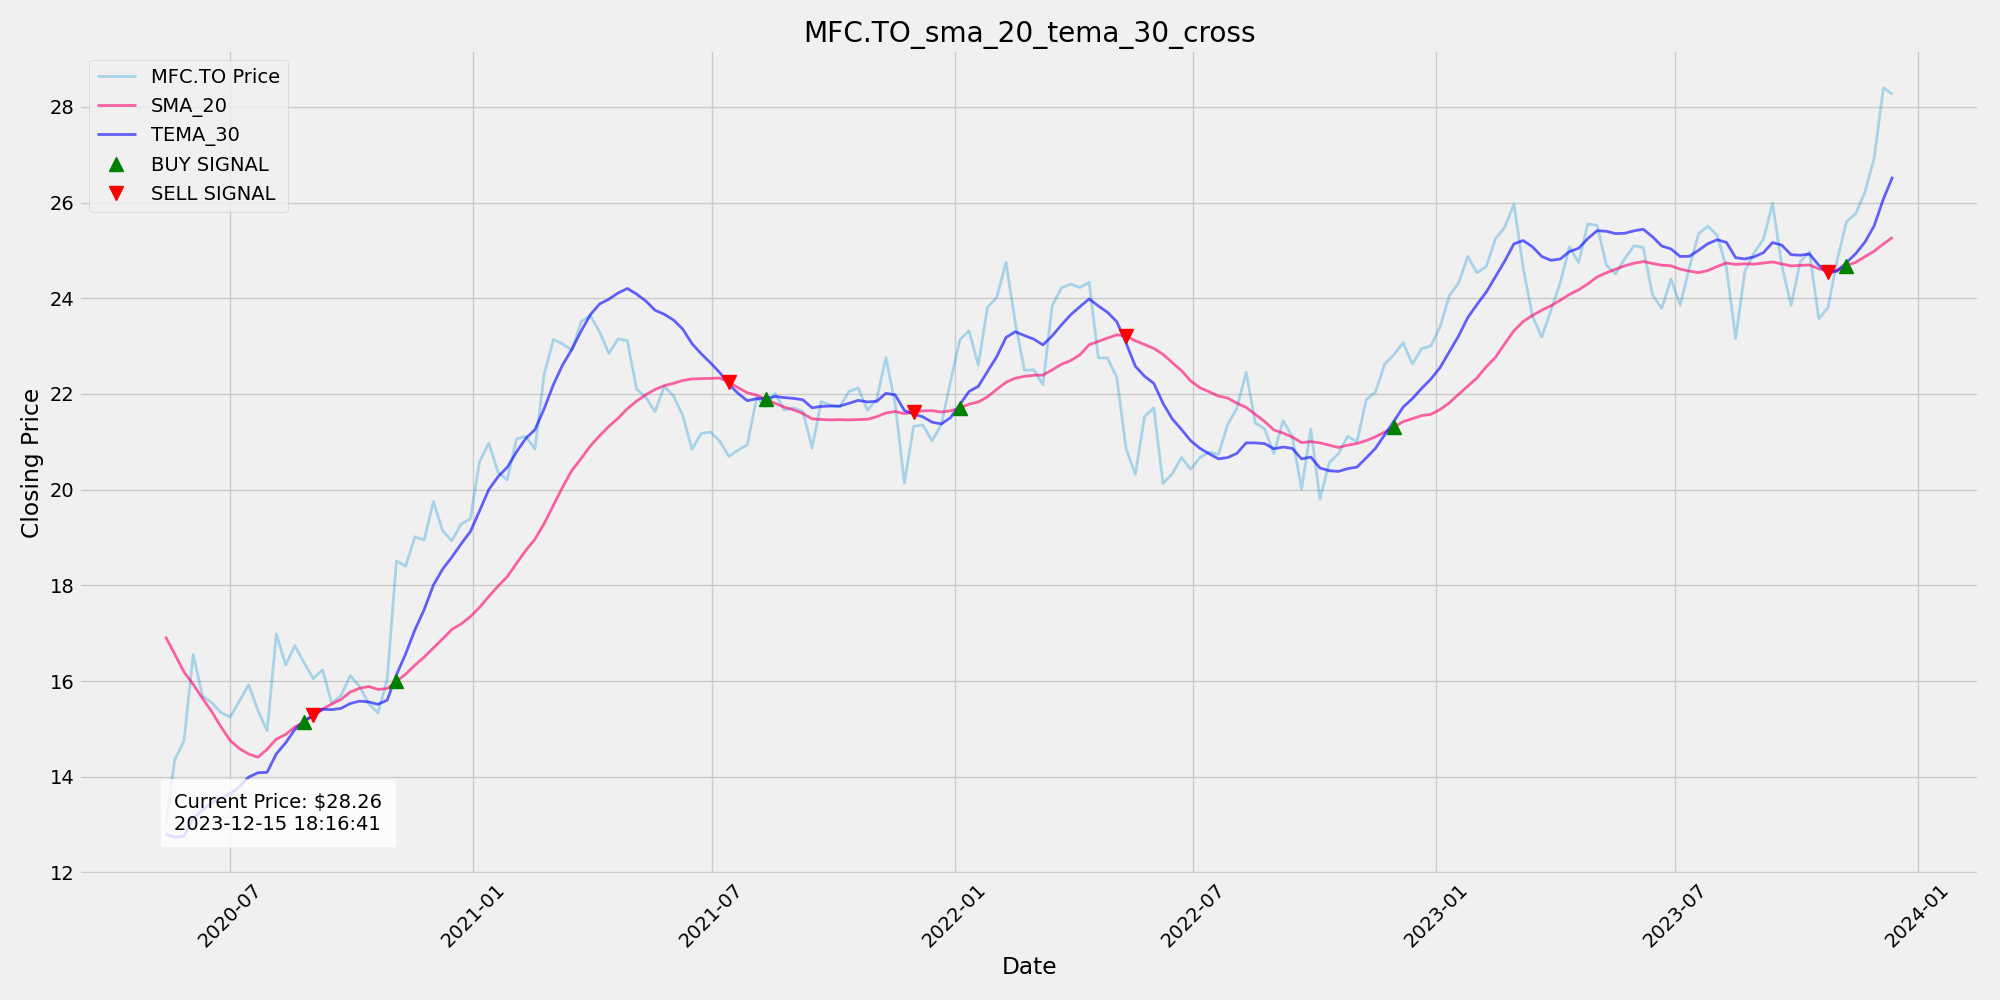 MFC.TO_sma_20_tema_30_cross
MFC.TO Price
SMA_20
TEMA_30
BUY SIGNAL
SELL SIGNAL
Closing Price
28
26
24
22
20
18
16
14
12
Current Price: $28.26
2023-12-15 18:16:41
2020-07
2021-01
2021-07
2022-01
2022-07
2023-01
2023-07
2024-01
Date